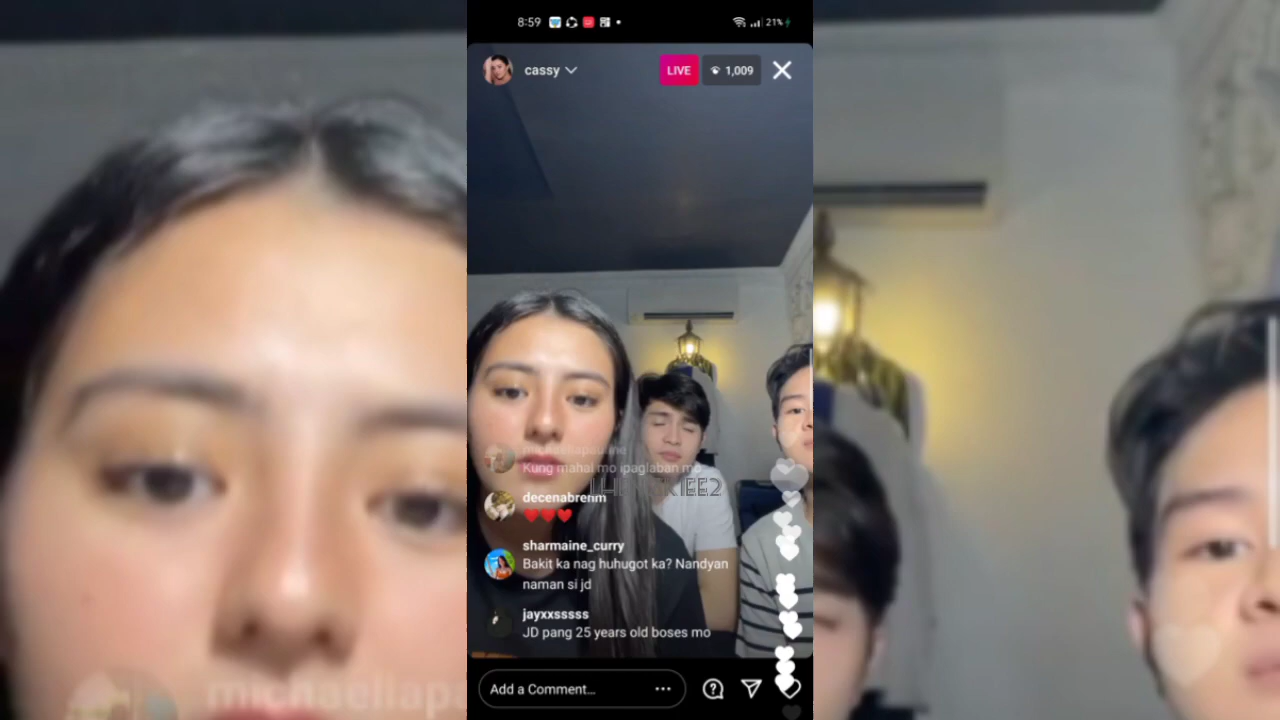 8:59
21%
cassy
LIVE
1,009
Kung mahal mo ipaglaban mo
decenabrenm
❤❤❤
sharmaine_curry
Bakit ka nag huhugot ka? Nandyan
naman si jd
jayxxsssss
JD pang 25 years old boses mo
Add a Comment...